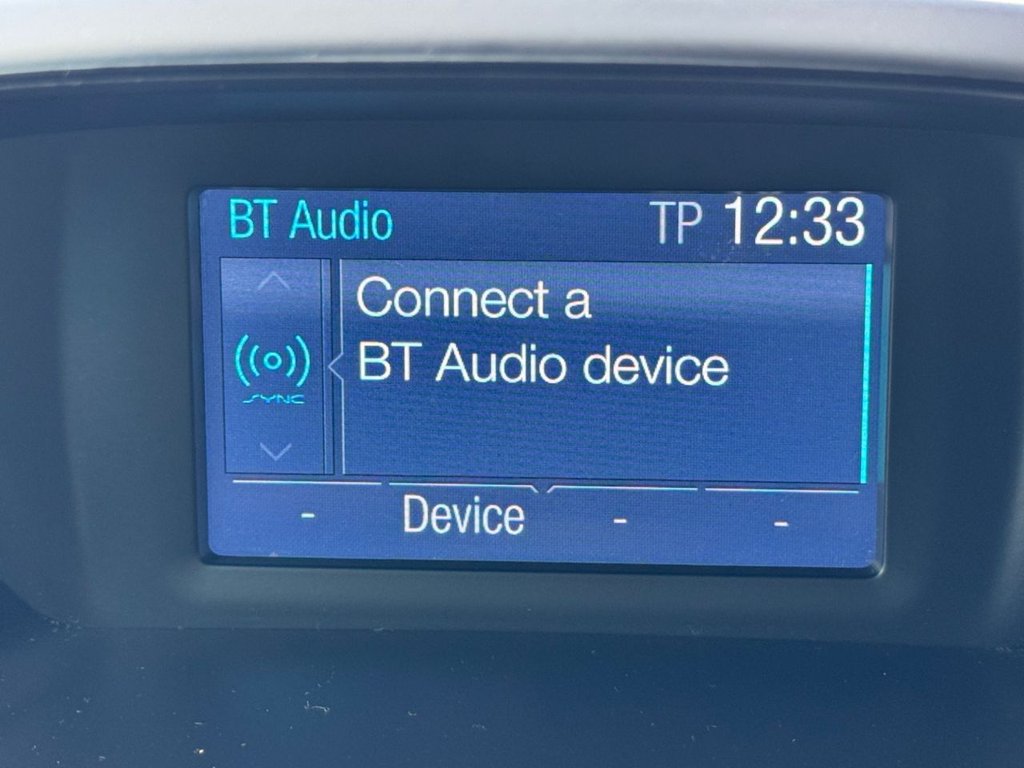 BT Audio TP 12:33
Connect a
BT Audio device
SYNC
- Device - -